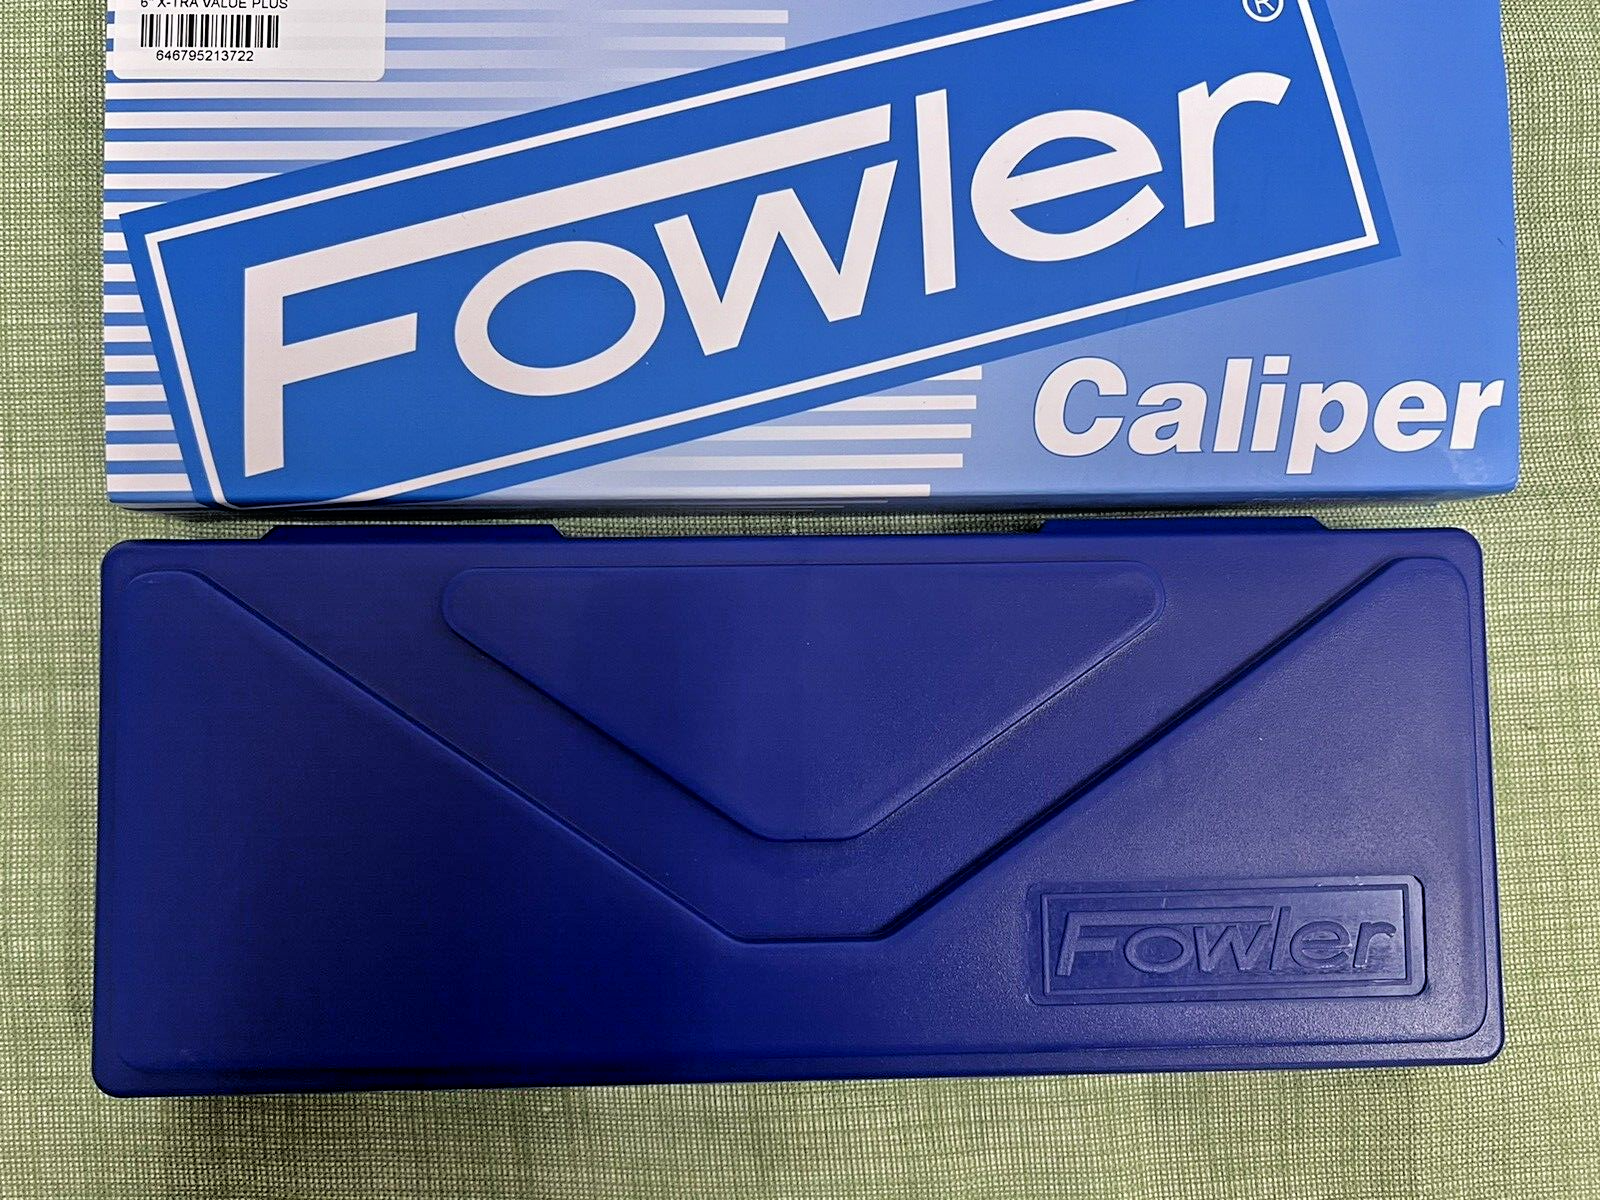 6" X-TRA VALUE PLUS
646795213722
Fowler®
Caliper
Fowler